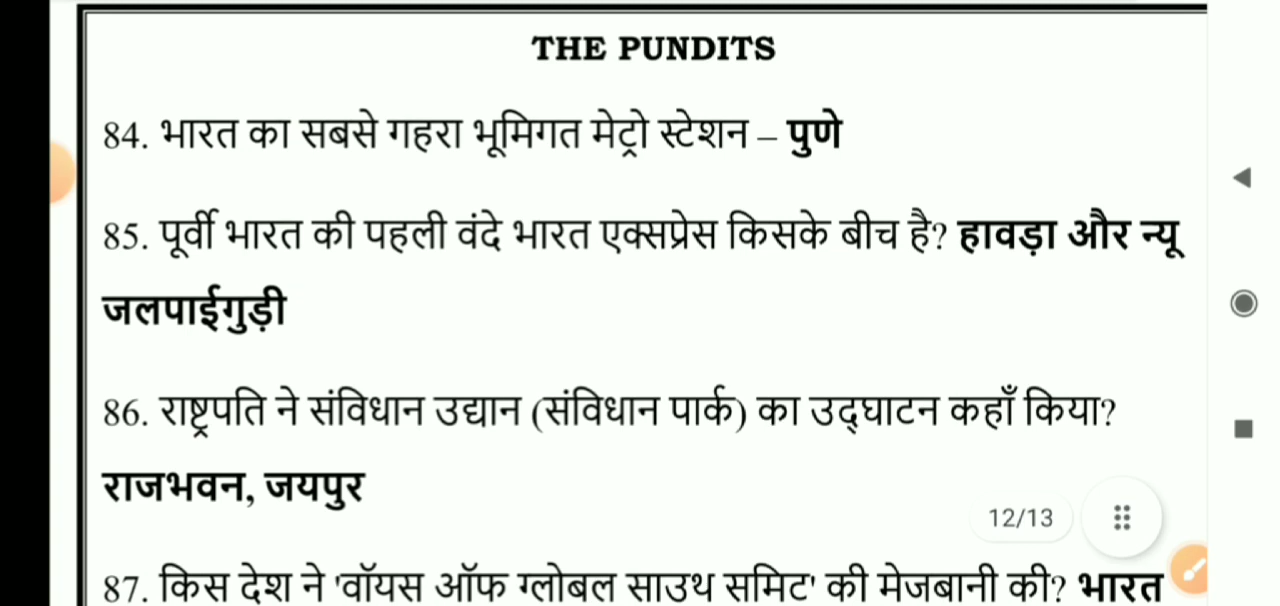 THE PUNDITS
84. भारत का सबसे गहरा भूमिगत मेट्रो स्टेशन – पुणे
85. पूर्वी भारत की पहली वंदे भारत एक्सप्रेस किसके बीच है? हावड़ा और न्यू
जलपाईगुड़ी
86. राष्ट्रपति ने संविधान उद्यान (संविधान पार्क) का उद्घाटन कहाँ किया?
राजभवन, जयपुर
12/13
87. किस देश ने 'वॉयस ऑफ ग्लोबल साउथ समिट' की मेजबानी की? भारत